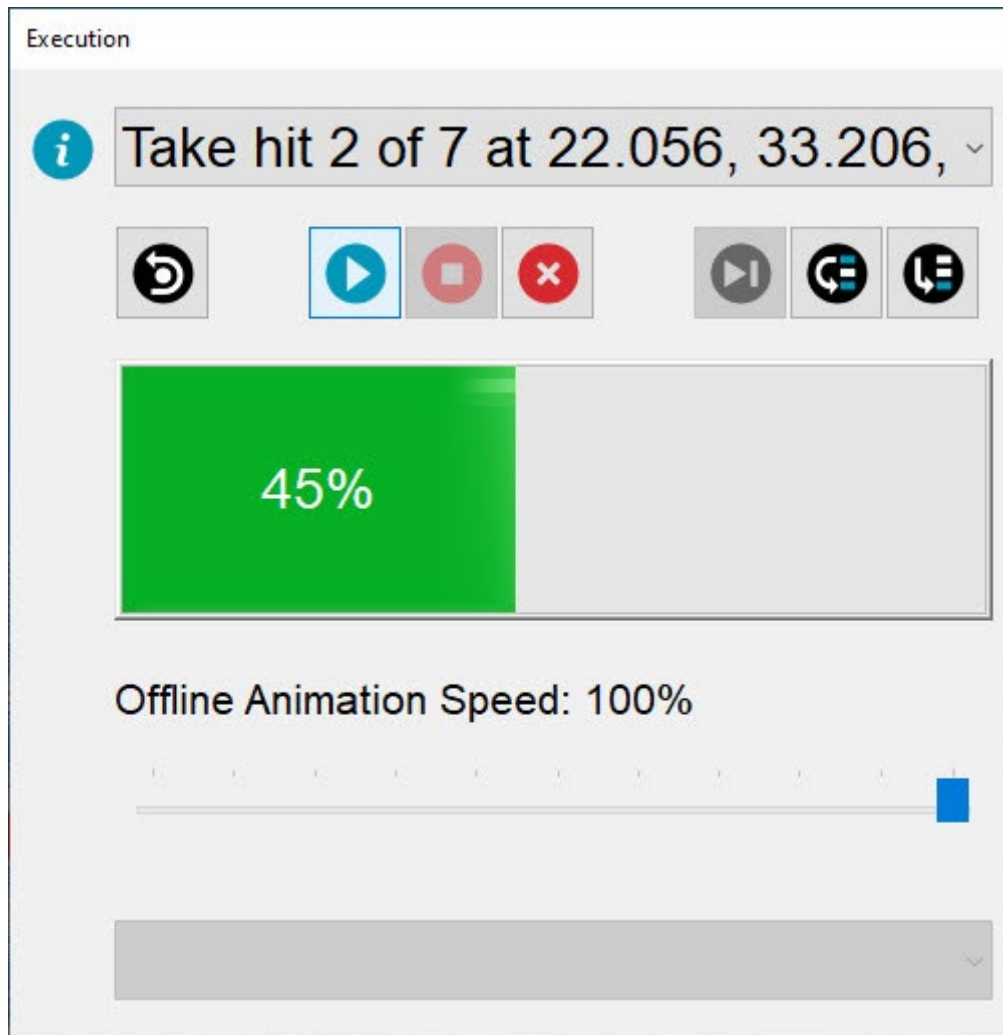 Execution
Take hit 2 of 7 at 22.056, 33.206,
45%
Offline Animation Speed: 100%